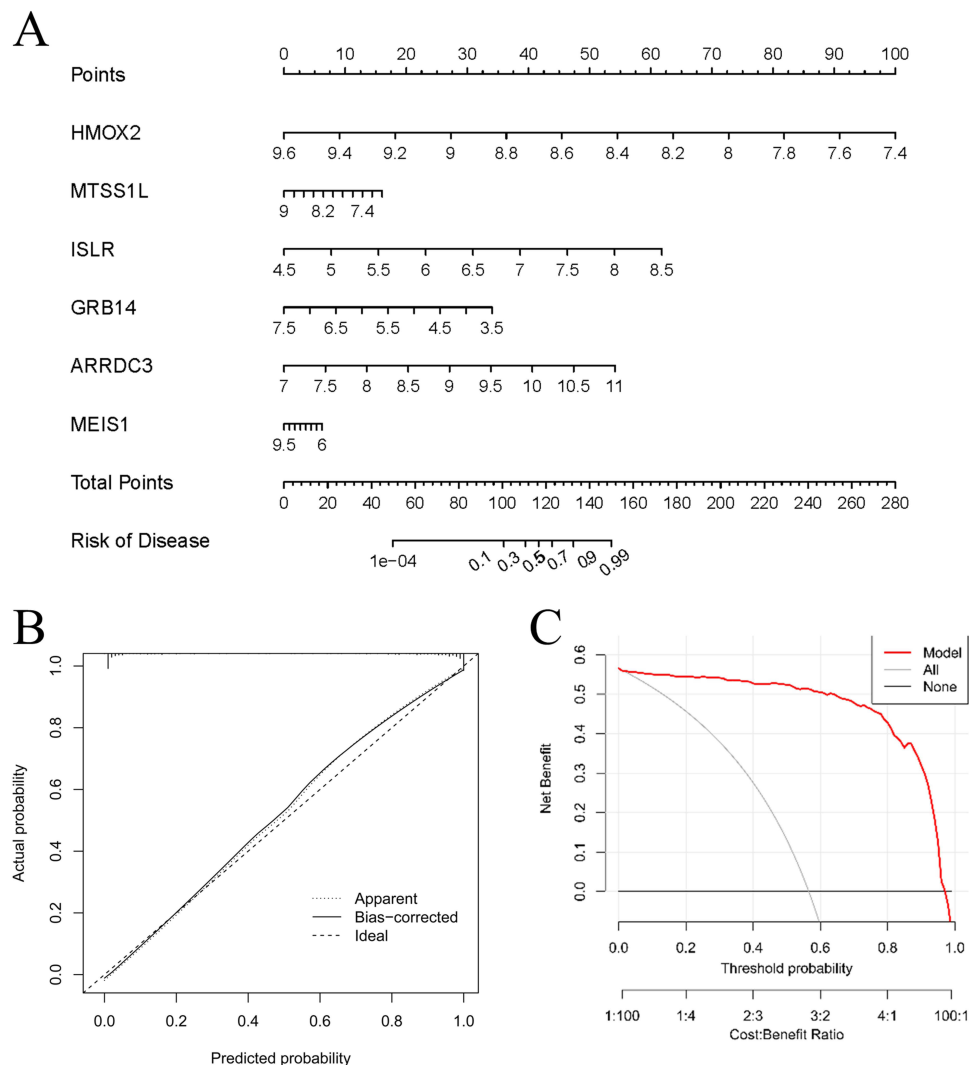 A
Points
0 10 20 30 40 50 60 70 80 90 100
HMOX2
9.6 9.4 9.2 9 8.8 8.6 8.4 8.2 8 7.8 7.6 7.4
MTSS1L
9 8.2 7.4
ISLR
4.5 5 5.5 6 6.5 7 7.5 8 8.5
GRB14
7.5 6.5 5.5 4.5 3.5
ARRDC3
7 7.5 8 8.5 9 9.5 10 10.5 11
MEIS1
9.5 6
Total Points
0 20 40 60 80 100 120 140 160 180 200 220 240 260 280
Risk of Disease
1e−04 0.1 0.3 0.5 0.7 0.9 0.99
B
Actual probability
1.0
0.8
0.6
0.4
0.2
0.0
Apparent
Bias-corrected
Ideal
0.0 0.2 0.4 0.6 0.8 1.0
Predicted probability
C
Net Benefit
0.6
0.5
0.4
0.3
0.2
0.1
0.0
Model
All
None
0.0 0.2 0.4 0.6 0.8 1.0
Threshold probability
1:100 1:4 2:3 3:2 4:1 100:1
Cost:Benefit Ratio